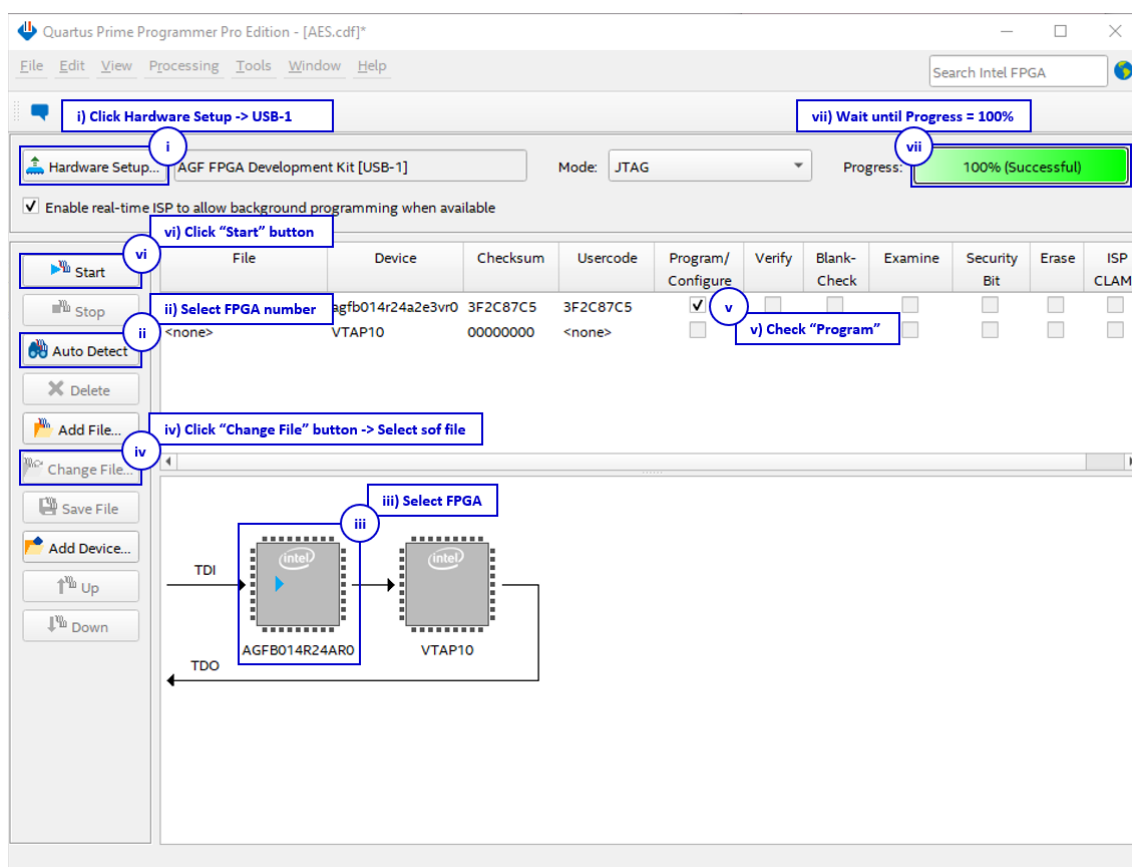 Quartus Prime Programmer Pro Edition - [AES.cdf]*
File Edit View Processing Tools Window Help
Search Intel FPGA
i) Click Hardware Setup -> USB-1
vii) Wait until Progress = 100%
i
vii
Hardware Setup... AGF FPGA Development Kit [USB-1] Mode: JTAG Progress: 100% (Successful)
Enable real-time ISP to allow background programming when available
vi) Click "Start" button
vi
Start
File Device Checksum Usercode Program/Configure Verify Blank-Check Examine Security Bit Erase ISP CLAM
Stop
ii) Select FPGA number
agfb014r24a2e3vr0 3F2C87C5 3F2C87C5
v
v) Check "Program"
ii
<none> VTAP10 00000000 <none>
Auto Detect
Delete
Add File...
iv) Click "Change File" button -> Select sof file
iv
Change File...
Save File
Add Device...
Up
Down
iii) Select FPGA
iii
intel
intel
TDI
AGFB014R24AR0
VTAP10
TDO